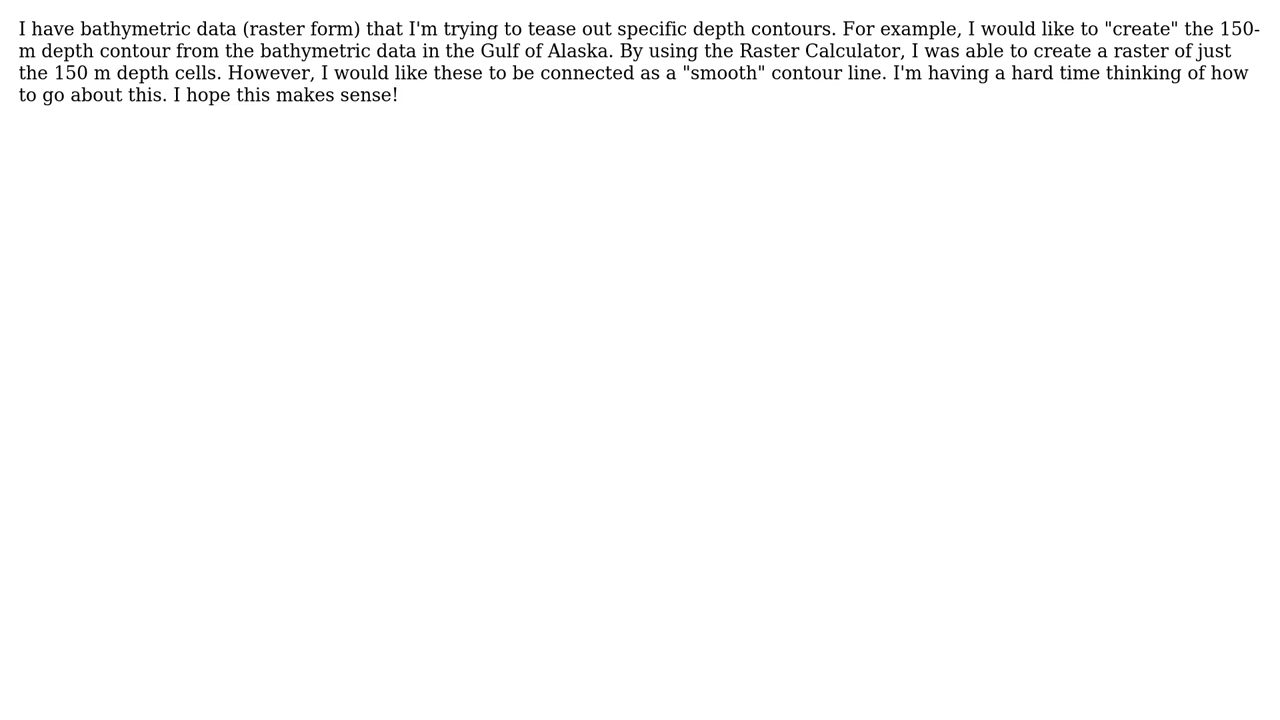 I have bathymetric data (raster form) that I'm trying to tease out specific depth contours. For example, I would like to "create" the 150-
m depth contour from the bathymetric data in the Gulf of Alaska. By using the Raster Calculator, I was able to create a raster of just
the 150 m depth cells. However, I would like these to be connected as a "smooth" contour line. I'm having a hard time thinking of how
to go about this. I hope this makes sense!